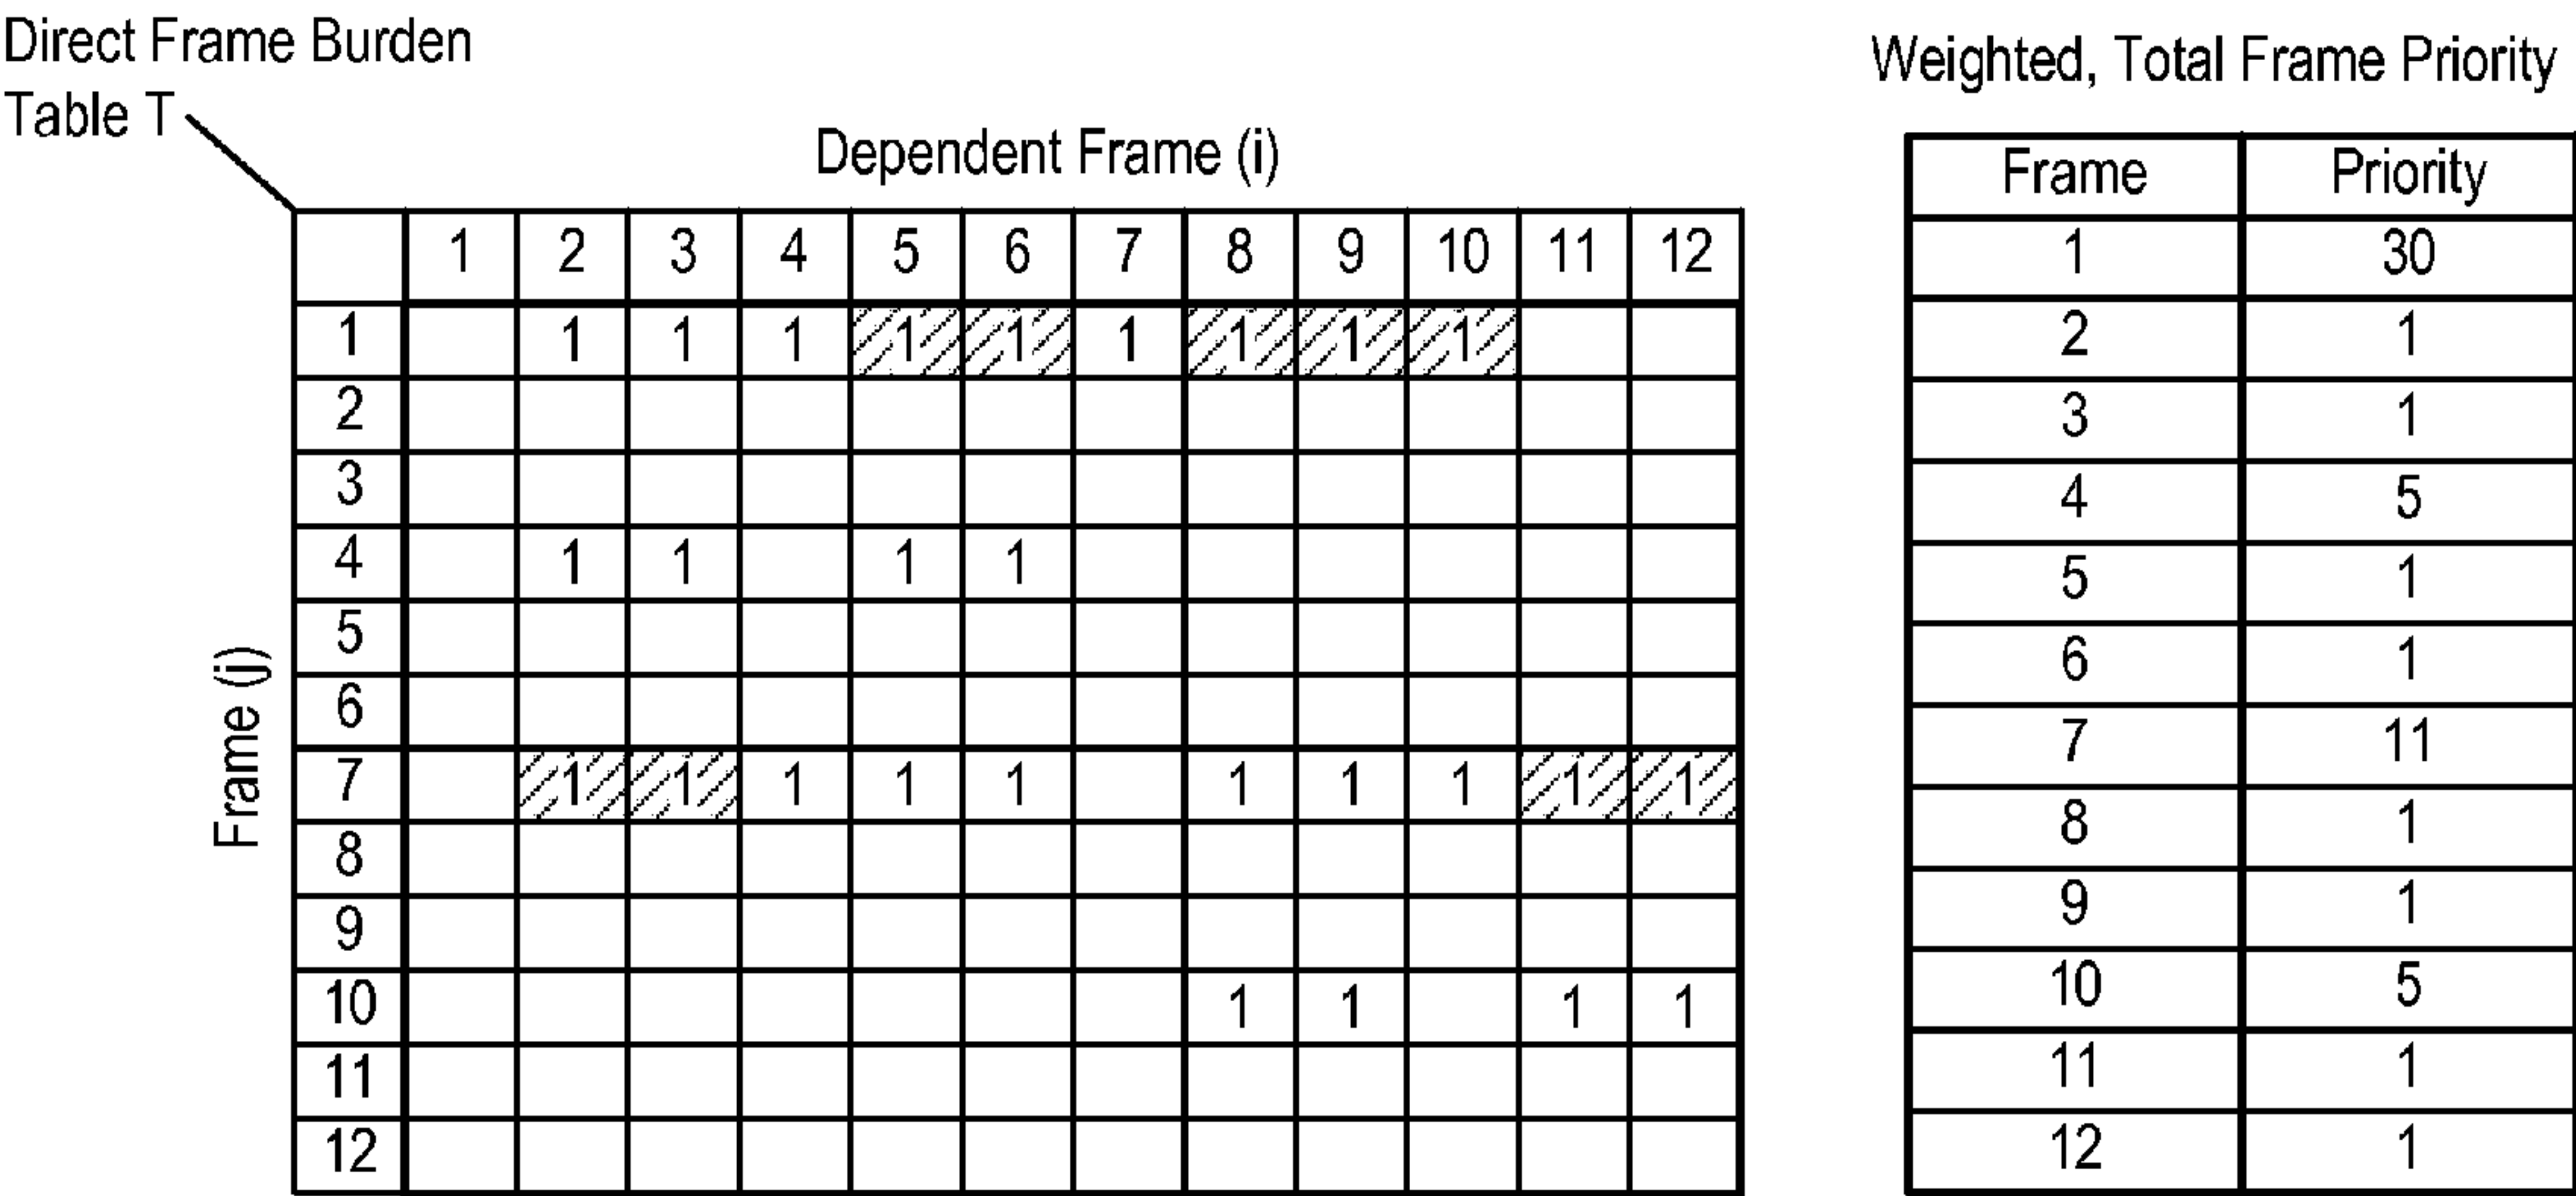 Direct Frame Burden
Table T
Dependent Frame (i)
1 2 3 4 5 6 7 8 9 10 11 12
1 1 1 1 1 1 1 1 1 1
2
3
4 1 1 1 1
5
6
7 1 1 1 1 1 1 1 1 1 1
8
9
10 1 1 1 1
11
12
Frame (j)
Weighted, Total Frame Priority
Frame Priority
1 30
2 1
3 1
4 5
5 1
6 1
7 11
8 1
9 1
10 5
11 1
12 1